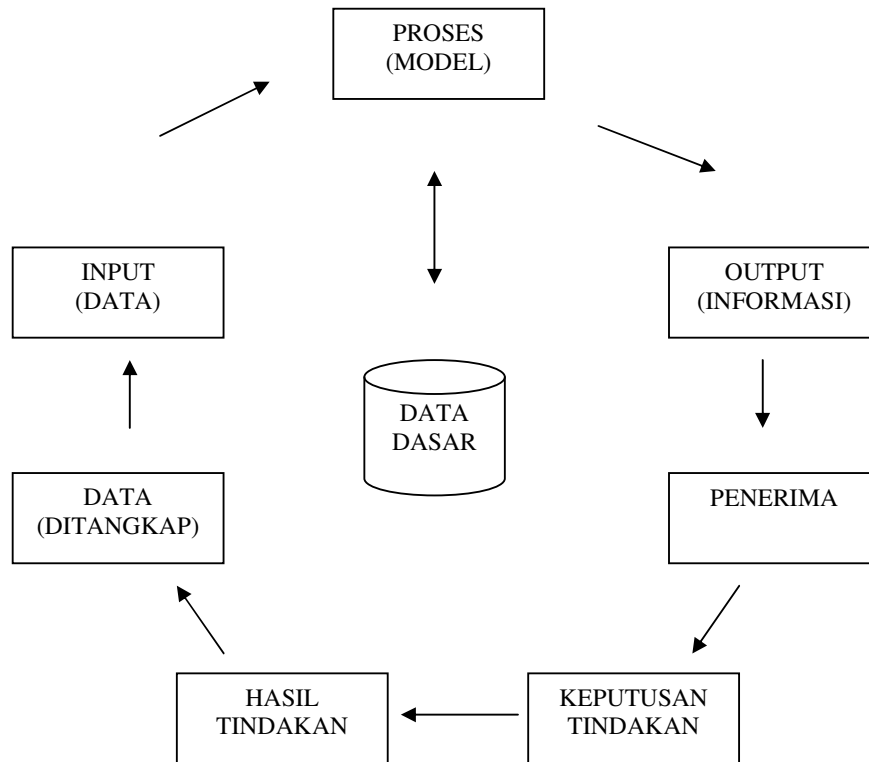 PROSES
(MODEL)
INPUT
(DATA)
OUTPUT
(INFORMASI)
DATA
DASAR
DATA
(DITANGKAP)
PENERIMA
HASIL
TINDAKAN
KEPUTUSAN
TINDAKAN